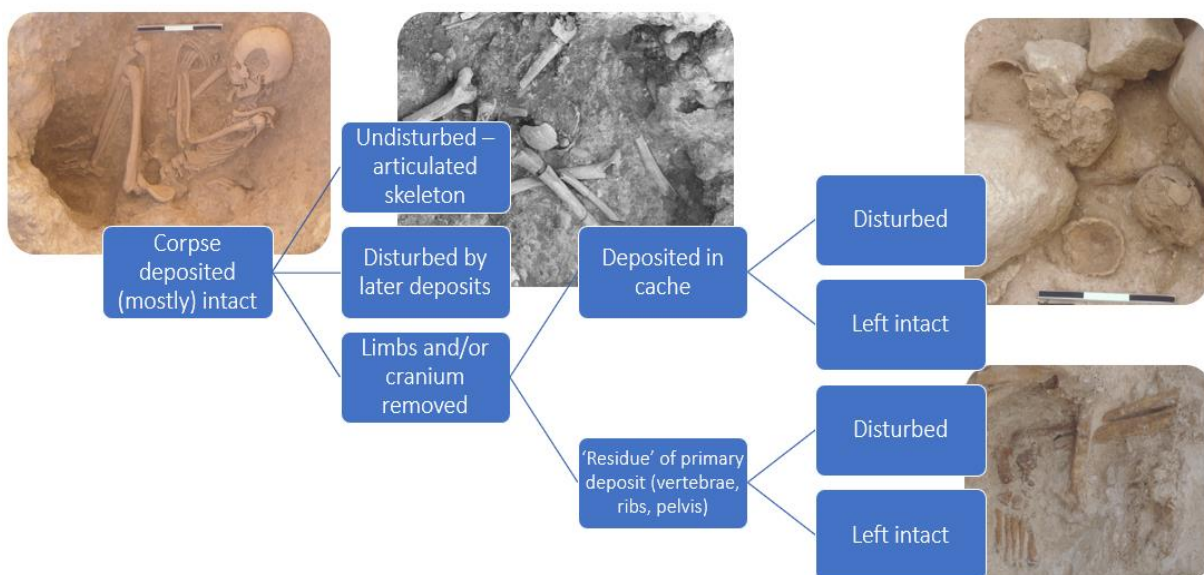 Corpse
deposited
(mostly) intact
Undisturbed –
articulated
skeleton
Disturbed by
later deposits
Limbs and/or
cranium
removed
Deposited in
cache
‘Residue’ of primary
deposit (vertebrae,
ribs, pelvis)
Disturbed
Left intact
Disturbed
Left intact